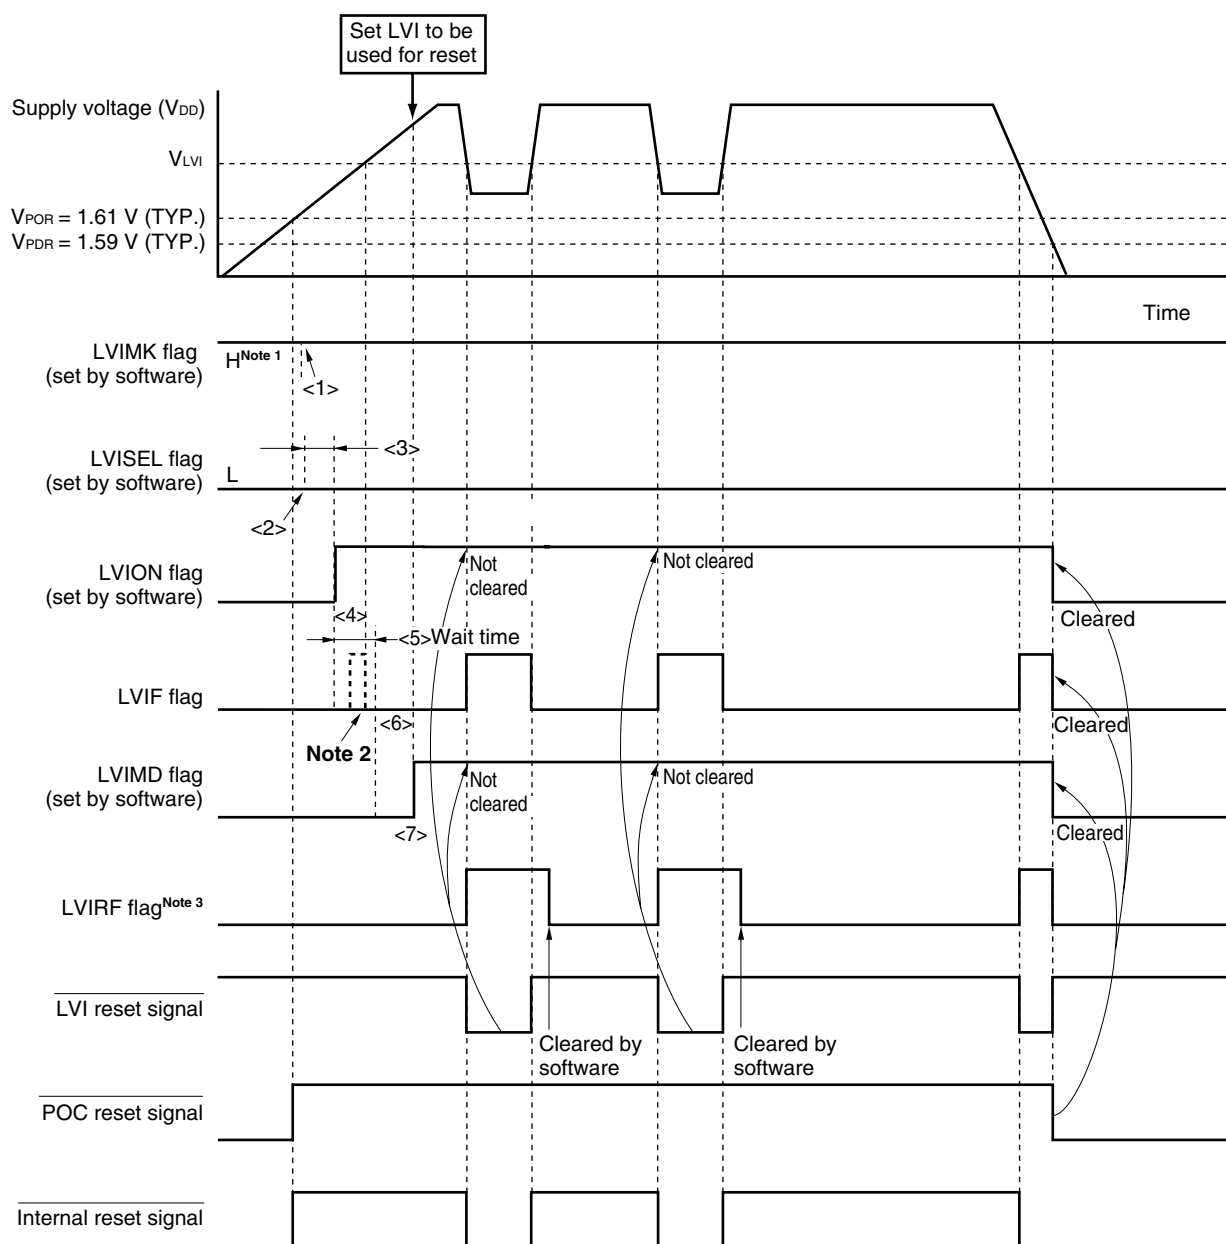 Set LVI to be
used for reset
Supply voltage (VDD)
VLVI
VPOR = 1.61 V (TYP.)
VPDR = 1.59 V (TYP.)
Time
LVIMK flag
(set by software)
H Note 1
<1>
LVISEL flag
(set by software)
L
<3>
<2>
LVION flag
(set by software)
Not
cleared
Not cleared
Cleared
<4>
<5> Wait time
LVIF flag
Note 2
<6>
Cleared
LVIMD flag
(set by software)
<7>
Not
cleared
Not cleared
Cleared
LVIRF flag Note 3
LVI reset signal
Cleared by
software
Cleared by
software
POC reset signal
Internal reset signal